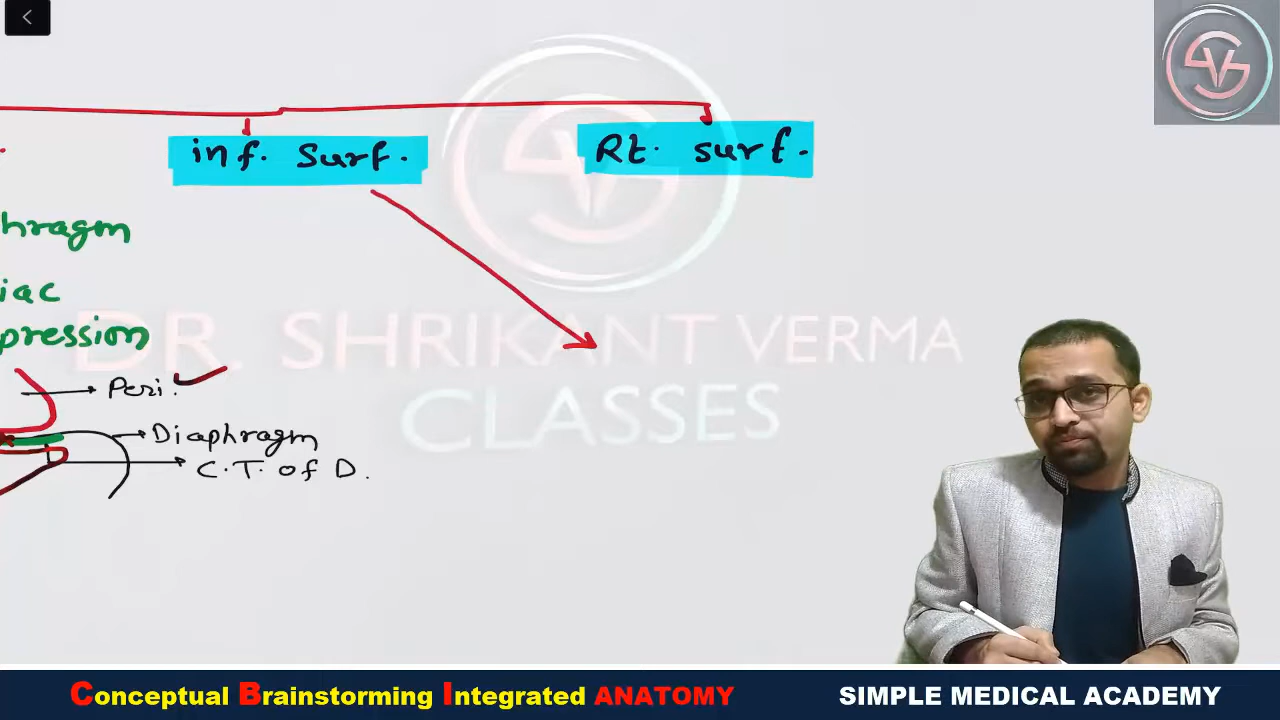 inf. Surf.
Rt. surf.
hragm
iac
pression
Peri.
Diaphragm
C.T. of D.
DR. SHRIKANT VERMA
CLASSES
Conceptual Brainstorming Integrated ANATOMY
SIMPLE MEDICAL ACADEMY